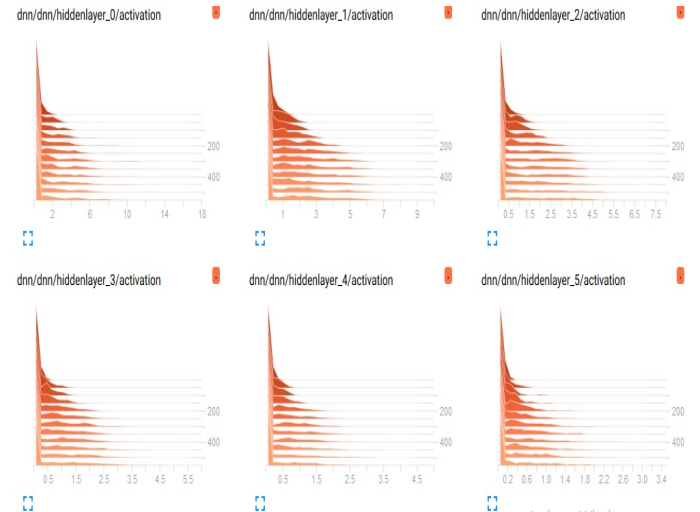 dnn/dnn/hiddenlayer_0/activation
dnn/dnn/hiddenlayer_1/activation
dnn/dnn/hiddenlayer_2/activation
200
400
2 6 10 14 18
200
400
1 3 5 7 9
200
400
0.5 1.5 2.5 3.5 4.5 5.5 6.5 7.5
dnn/dnn/hiddenlayer_3/activation
dnn/dnn/hiddenlayer_4/activation
dnn/dnn/hiddenlayer_5/activation
200
400
0.5 1.5 2.5 3.5 4.5 5.5
200
400
0.5 1.5 2.5 3.5 4.5
200
400
0.2 0.6 1.0 1.4 1.8 2.2 2.6 3.0 3.4